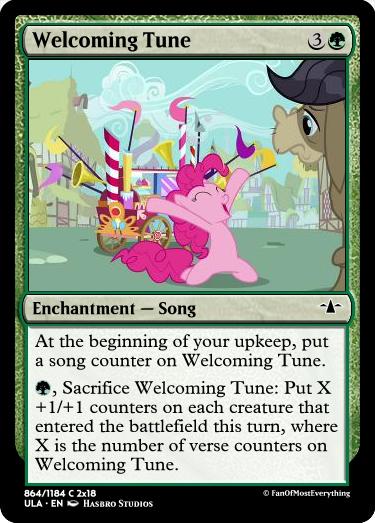 Welcoming Tune 3
Enchantment — Song
At the beginning of your upkeep, put
a song counter on Welcoming Tune.
, Sacrifice Welcoming Tune: Put X
+1/+1 counters on each creature that
entered the battlefield this turn, where
X is the number of verse counters on
Welcoming Tune.
864/1184 C 2x18
ULA • EN HASBRO STUDIOS © FanOfMostEverything